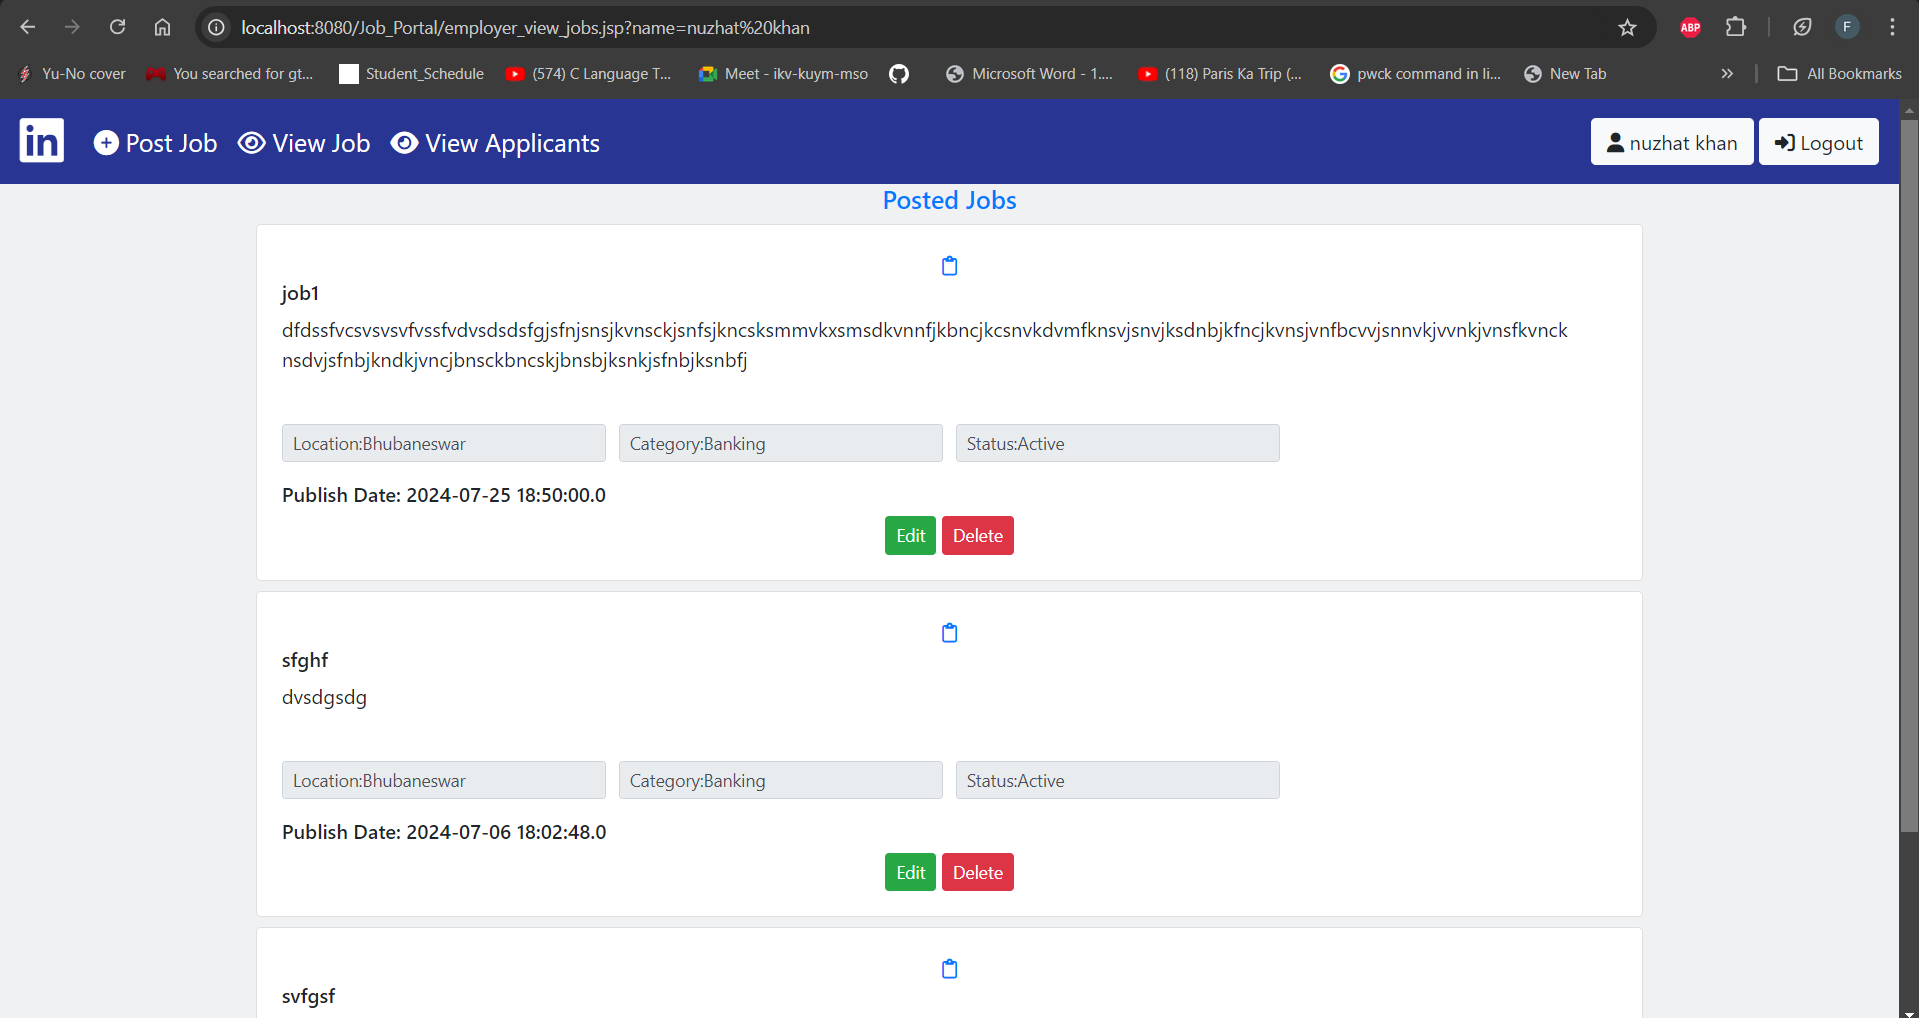 localhost:8080/Job_Portal/employer_view_jobs.jsp?name=nuzhat%20khan
ABP
F
Yu-No cover
You searched for gt...
Student_Schedule
(574) C Language T...
Meet - ikv-kuym-mso
Microsoft Word - 1....
(118) Paris Ka Trip (...
pwck command in li...
New Tab
All Bookmarks
in
Post Job
View Job
View Applicants
nuzhat khan
Logout
Posted Jobs
job1
dfdssfvcsvsvsvfvssfvdvsdsdsfgjsfnjsnsjkvnsckjsnfsjkncsksmmvkxsmsdkvnnfjkbncjkcsnvkdvmfknsvjsnvjksdnbjkfncjkvnsjvnfbcvvjsnnvkjvvnkjvnsfkvnck
nsdvjsfnbjkndkjvncjbnsckbncskjbnsbjksnkjsfnbjksnbfj
Location:Bhubaneswar
Category:Banking
Status:Active
Publish Date: 2024-07-25 18:50:00.0
Edit
Delete
sfghf
dvsdgsdg
Location:Bhubaneswar
Category:Banking
Status:Active
Publish Date: 2024-07-06 18:02:48.0
Edit
Delete
svfgsf